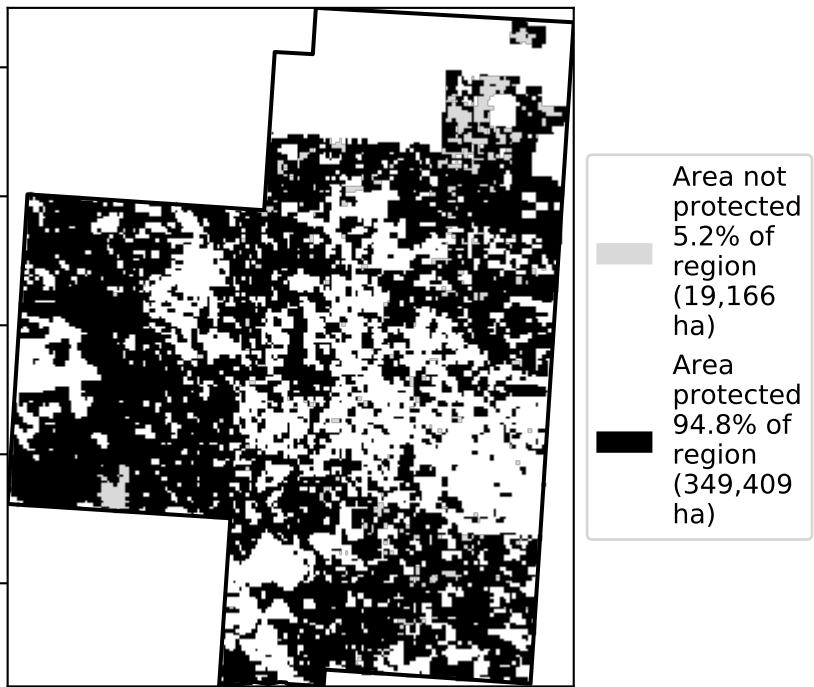 Area not
protected
5.2% of
region
(19,166
ha)
Area
protected
94.8% of
region
(349,409
ha)